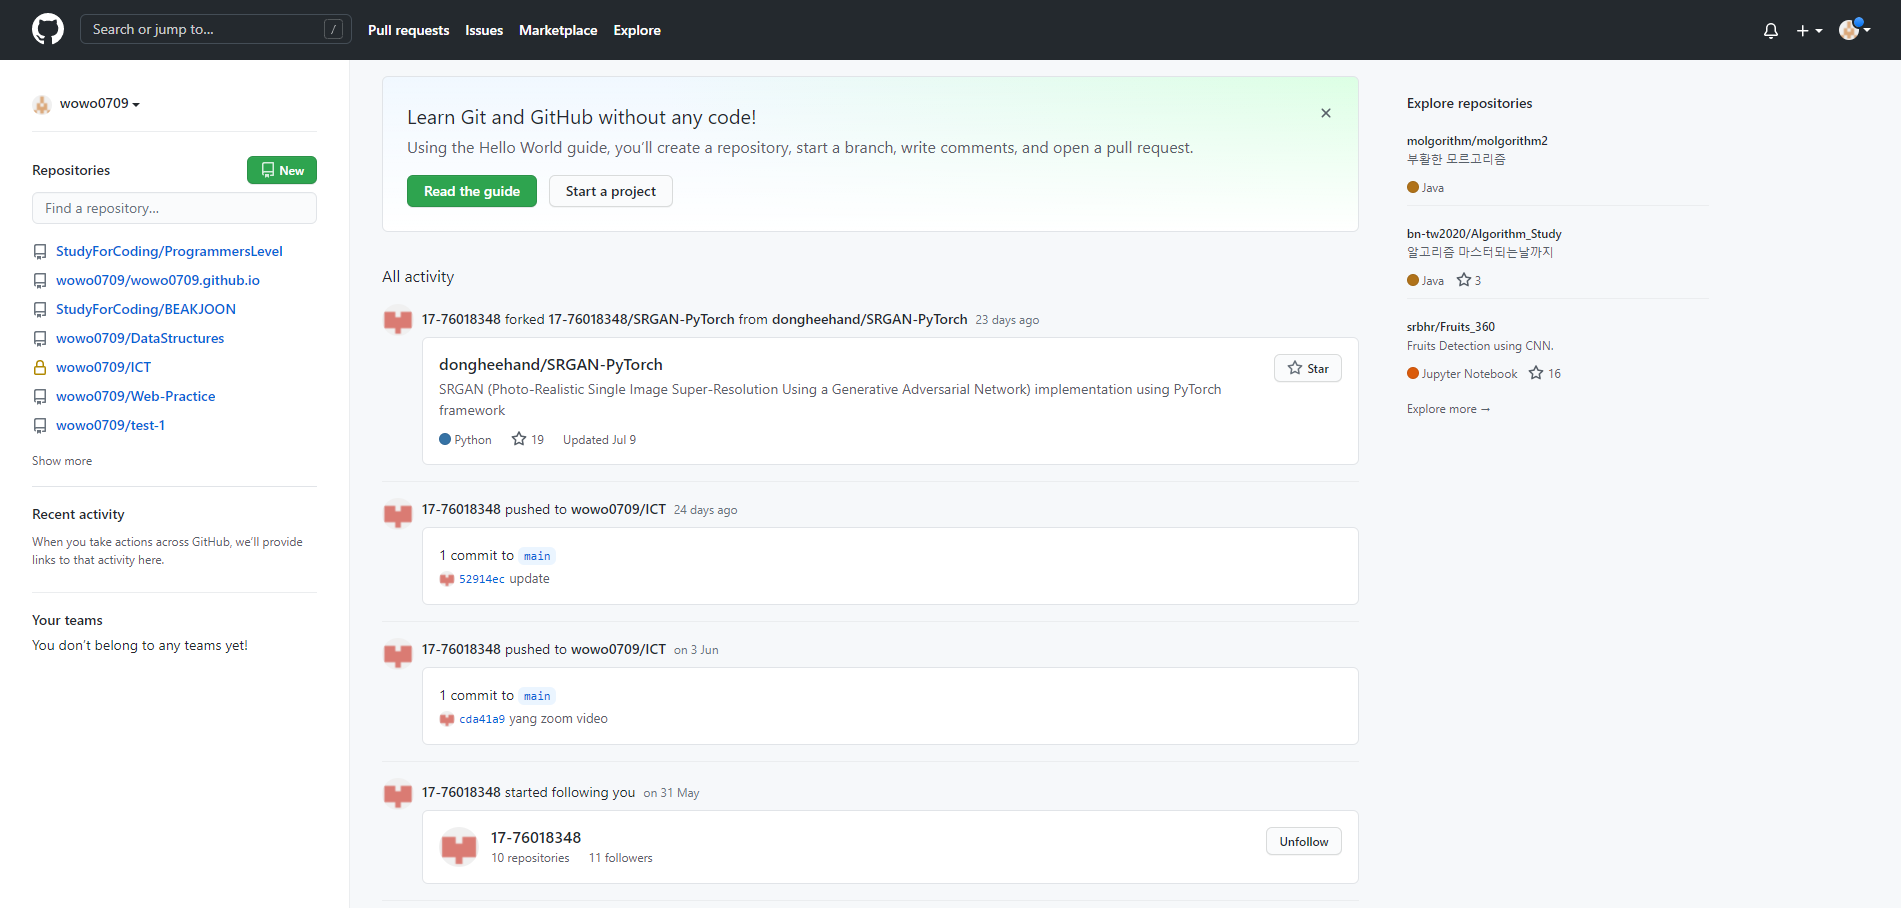 Search or jump to... /
Pull requests Issues Marketplace Explore
wowo0709
Repositories
New
Find a repository...
StudyForCoding/ProgrammersLevel
wowo0709/wowo0709.github.io
StudyForCoding/BEAKJOON
wowo0709/DataStructures
wowo0709/ICT
wowo0709/Web-Practice
wowo0709/test-1
Show more
Recent activity
When you take actions across GitHub, we'll provide
links to that activity here.
Your teams
You don't belong to any teams yet!
Learn Git and GitHub without any code!
Using the Hello World guide, you'll create a repository, start a branch, write comments, and open a pull request.
Read the guide
Start a project
All activity
17-76018348 forked 17-76018348/SRGAN-PyTorch from dongheehand/SRGAN-PyTorch 23 days ago
dongheehand/SRGAN-PyTorch
Star
SRGAN (Photo-Realistic Single Image Super-Resolution Using a Generative Adversarial Network) implementation using PyTorch
framework
Python 19 Updated Jul 9
17-76018348 pushed to wowo0709/ICT 24 days ago
1 commit to main
52914ec update
17-76018348 pushed to wowo0709/ICT on 3 Jun
1 commit to main
cda41a9 yang zoom video
17-76018348 started following you on 31 May
17-76018348
10 repositories 11 followers
Unfollow
Explore repositories
molgorithm/molgorithm2
부활한 모르고리즘
Java
bn-tw2020/Algorithm_Study
알고리즘 마스터되는날까지
Java 3
srbhr/Fruits_360
Fruits Detection using CNN.
Jupyter Notebook 16
Explore more →